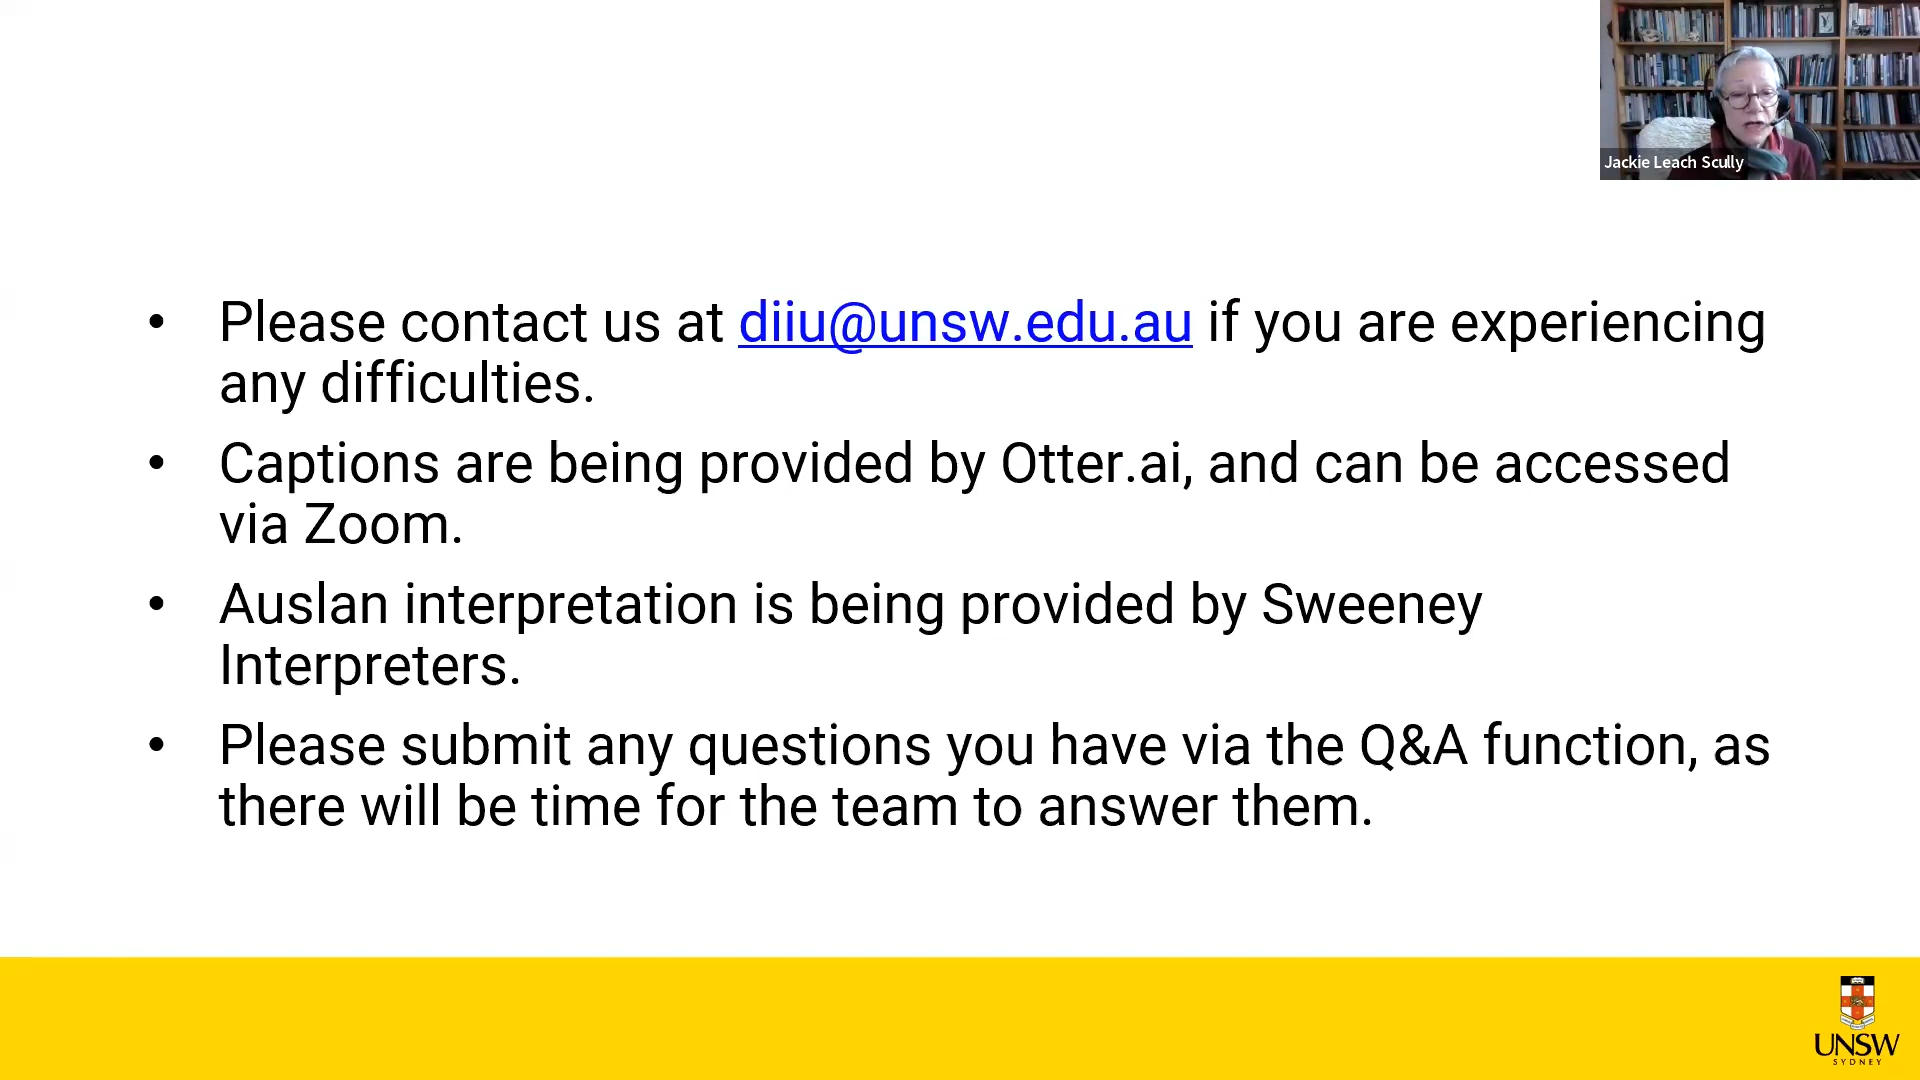 Jackie Leach Scully
• Please contact us at diiu@unsw.edu.au if you are experiencing
any difficulties.
• Captions are being provided by Otter.ai, and can be accessed
via Zoom.
• Auslan interpretation is being provided by Sweeney
Interpreters.
• Please submit any questions you have via the Q&A function, as
there will be time for the team to answer them.
UNSW
SYDNEY